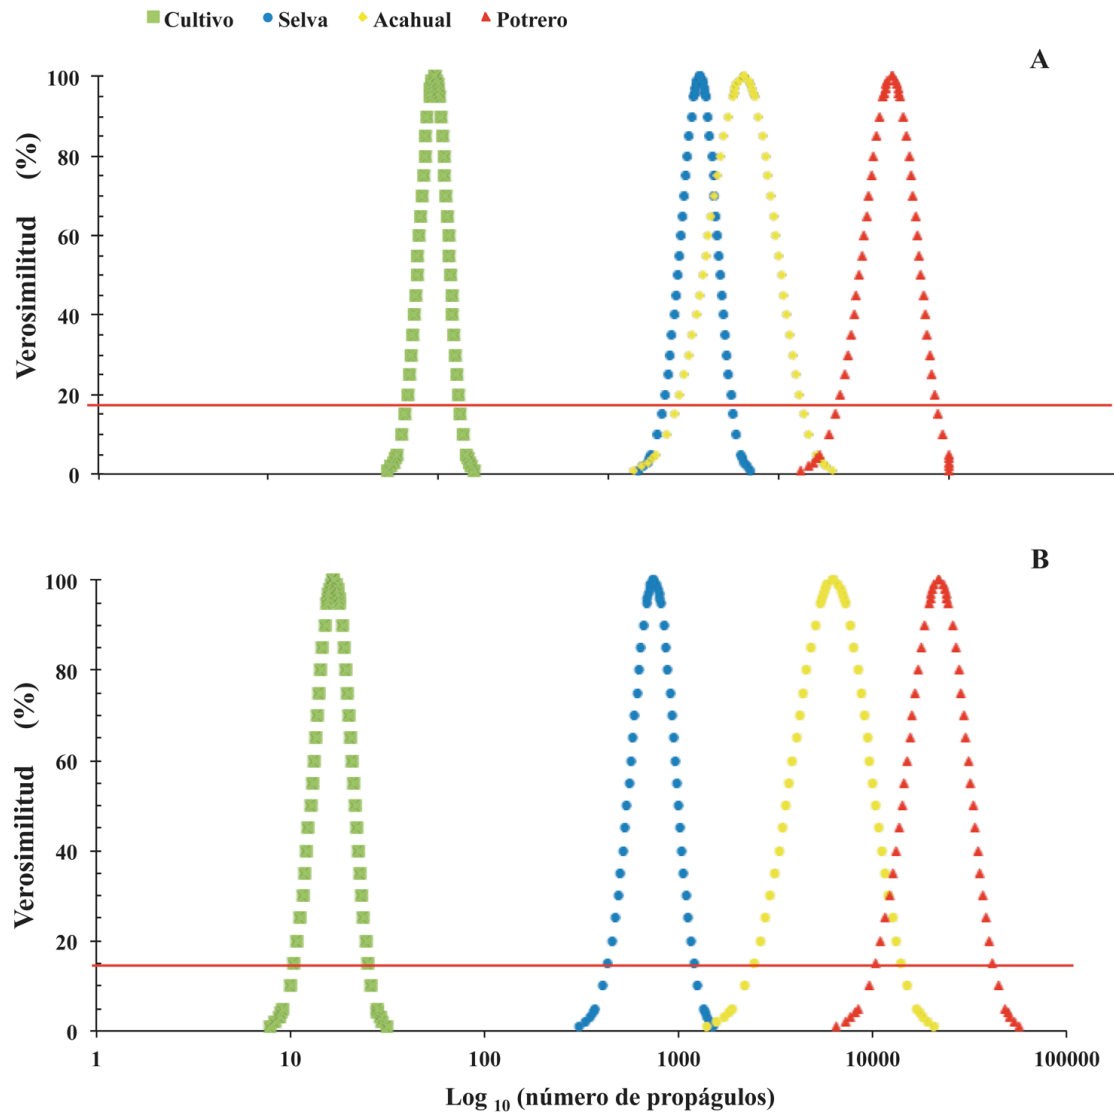 Cultivo Selva Acahual Potrero
A
100
80
60
40
20
0
Verosimilitud (%)
B
100
80
60
40
20
0
Verosimilitud (%)
1 10 100 1000 10000 100000
Log 10 (número de propágulos)